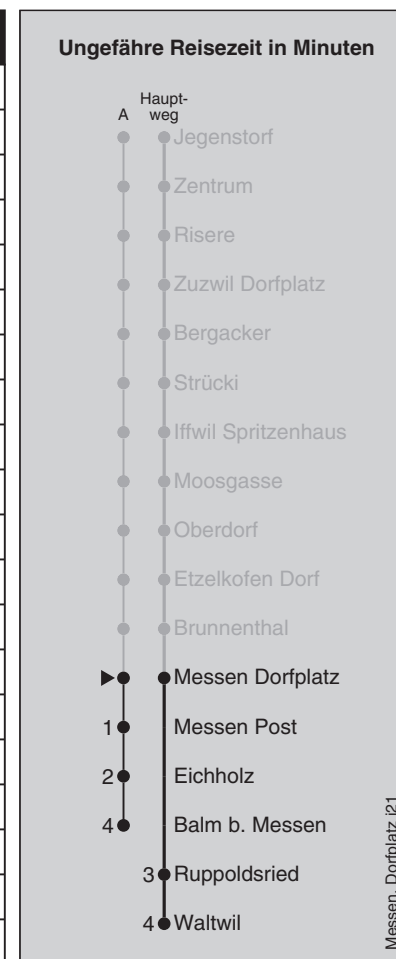 Ungefähre Reisezeit in Minuten
A
Haupt-
weg
Jegenstorf
Zentrum
Risere
Zuzwil Dorfplatz
Bergacker
Strücki
Iffwil Spritzenhaus
Moosgasse
Oberdorf
Etzelkofen Dorf
Brunnenthal
Messen Dorfplatz
1 Messen Post
2 Eichholz
4 Balm b. Messen
3 Ruppoldsried
4 Waltwil
Messen, Dorfplatz j21